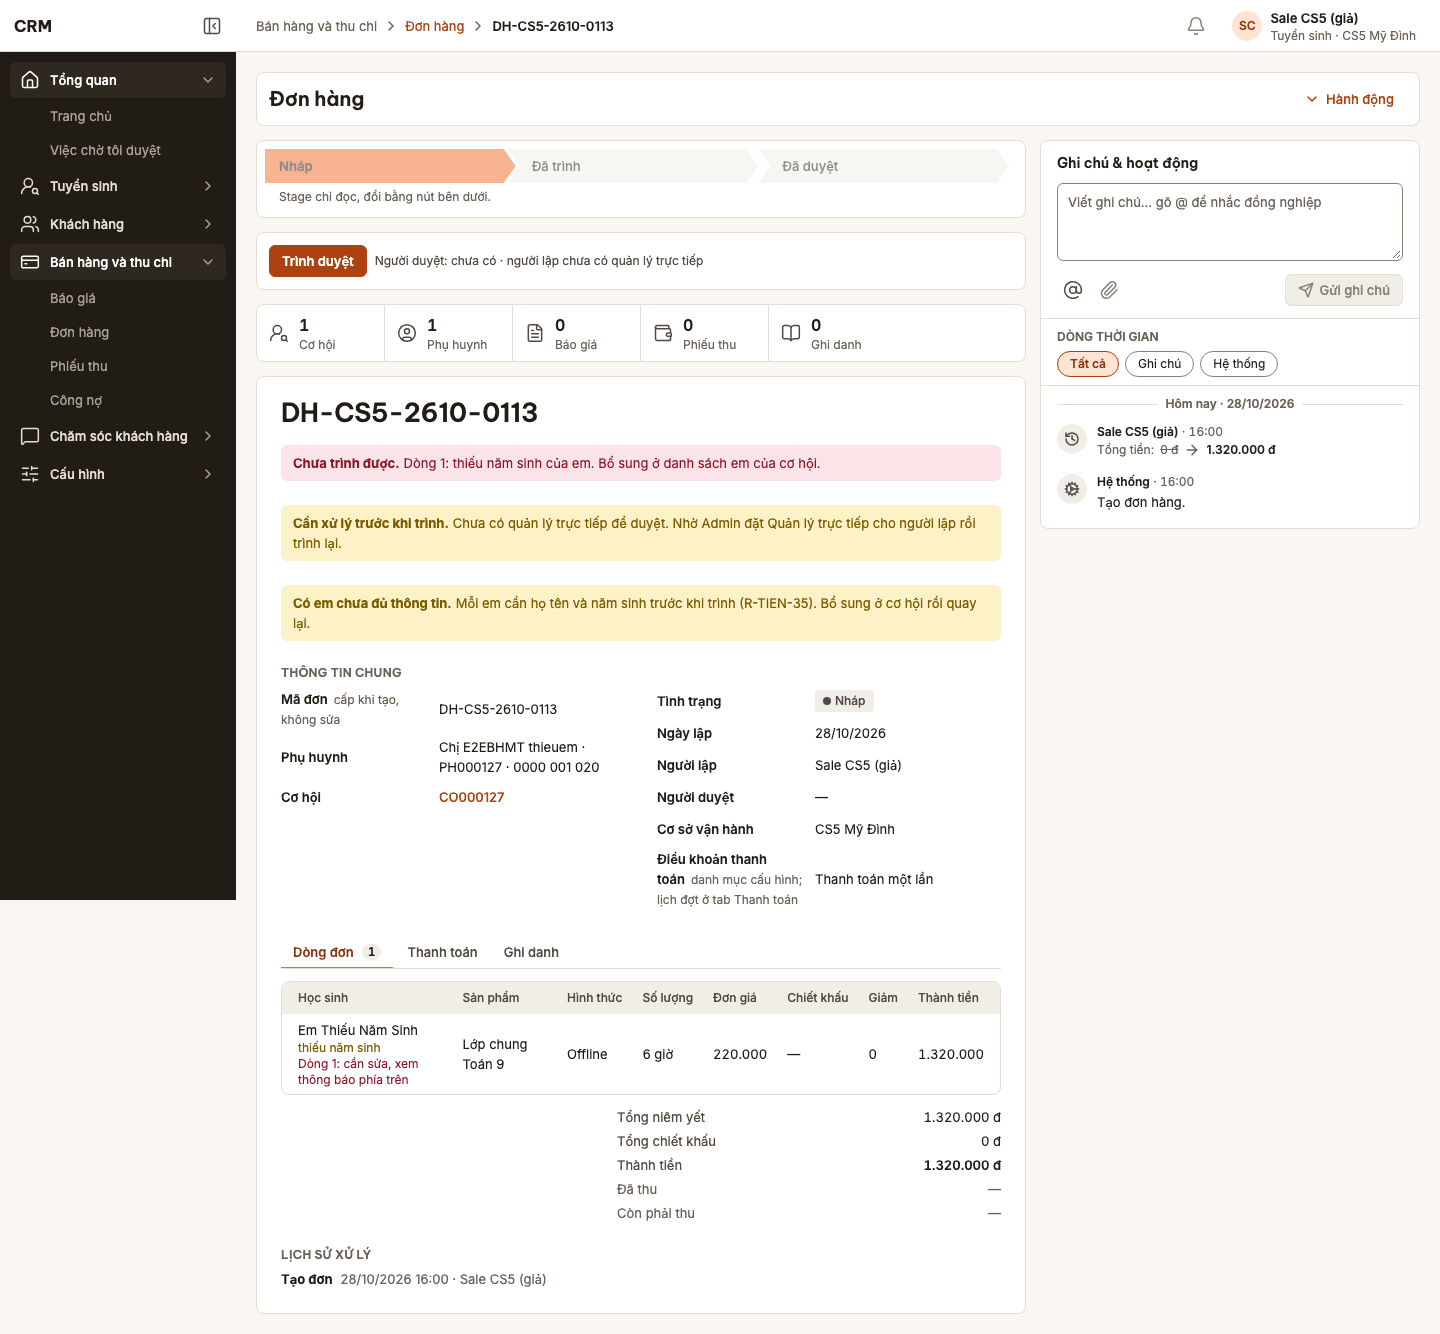 CRM
Bán hàng và thu chi
Đơn hàng
DH-CS5-2610-0113
SC
Sale CS5 (giả)
Tuyển sinh · CS5 Mỹ Đình
Tổng quan
Trang chủ
Việc chờ tôi duyệt
Tuyển sinh
Khách hàng
Bán hàng và thu chi
Báo giá
Đơn hàng
Phiếu thu
Công nợ
Chăm sóc khách hàng
Cấu hình
Đơn hàng
Hành động
Nháp
Đã trình
Đã duyệt
Stage chỉ đọc, đổi bằng nút bên dưới.
Trình duyệt
Người duyệt: chưa có · người lập chưa có quản lý trực tiếp
1
Cơ hội
1
Phụ huynh
0
Báo giá
0
Phiếu thu
0
Ghi danh
DH-CS5-2610-0113
Chưa trình được. Dòng 1: thiếu năm sinh của em. Bổ sung ở danh sách em của cơ hội.
Cần xử lý trước khi trình. Chưa có quản lý trực tiếp để duyệt. Nhờ Admin đặt Quản lý trực tiếp cho người lập rồi
trình lại.
Có em chưa đủ thông tin. Mỗi em cần họ tên và năm sinh trước khi trình (R-TIEN-35). Bổ sung ở cơ hội rồi quay
lại.
THÔNG TIN CHUNG
Mã đơn cấp khi tạo,
không sửa
DH-CS5-2610-0113
Phụ huynh
Chị E2EBHMT thieuem ·
PH000127 · 0000 001 020
Cơ hội
CO000127
Tình trạng
Nháp
Ngày lập
28/10/2026
Người lập
Sale CS5 (giả)
Người duyệt
—
Cơ sở vận hành
CS5 Mỹ Đình
Điều khoản thanh
toán danh mục cấu hình;
lịch đợt ở tab Thanh toán
Thanh toán một lần
Dòng đơn 1
Thanh toán
Ghi danh
Học sinh
Sản phẩm
Hình thức
Số lượng
Đơn giá
Chiết khấu
Giảm
Thành tiền
Em Thiếu Năm Sinh
thiếu năm sinh
Dòng 1: cần sửa, xem
thông báo phía trên
Lớp chung
Toán 9
Offline
6 giờ
220.000
—
0
1.320.000
Tổng niêm yết
1.320.000 đ
Tổng chiết khấu
0 đ
Thành tiền
1.320.000 đ
Đã thu
—
Còn phải thu
—
LỊCH SỬ XỬ LÝ
Tạo đơn 28/10/2026 16:00 · Sale CS5 (giả)
Ghi chú & hoạt động
Viết ghi chú... gõ @ để nhắc đồng nghiệp
Gửi ghi chú
DÒNG THỜI GIAN
Tất cả
Ghi chú
Hệ thống
Hôm nay · 28/10/2026
Sale CS5 (giả) · 16:00
Tổng tiền: 0 đ → 1.320.000 đ
Hệ thống · 16:00
Tạo đơn hàng.